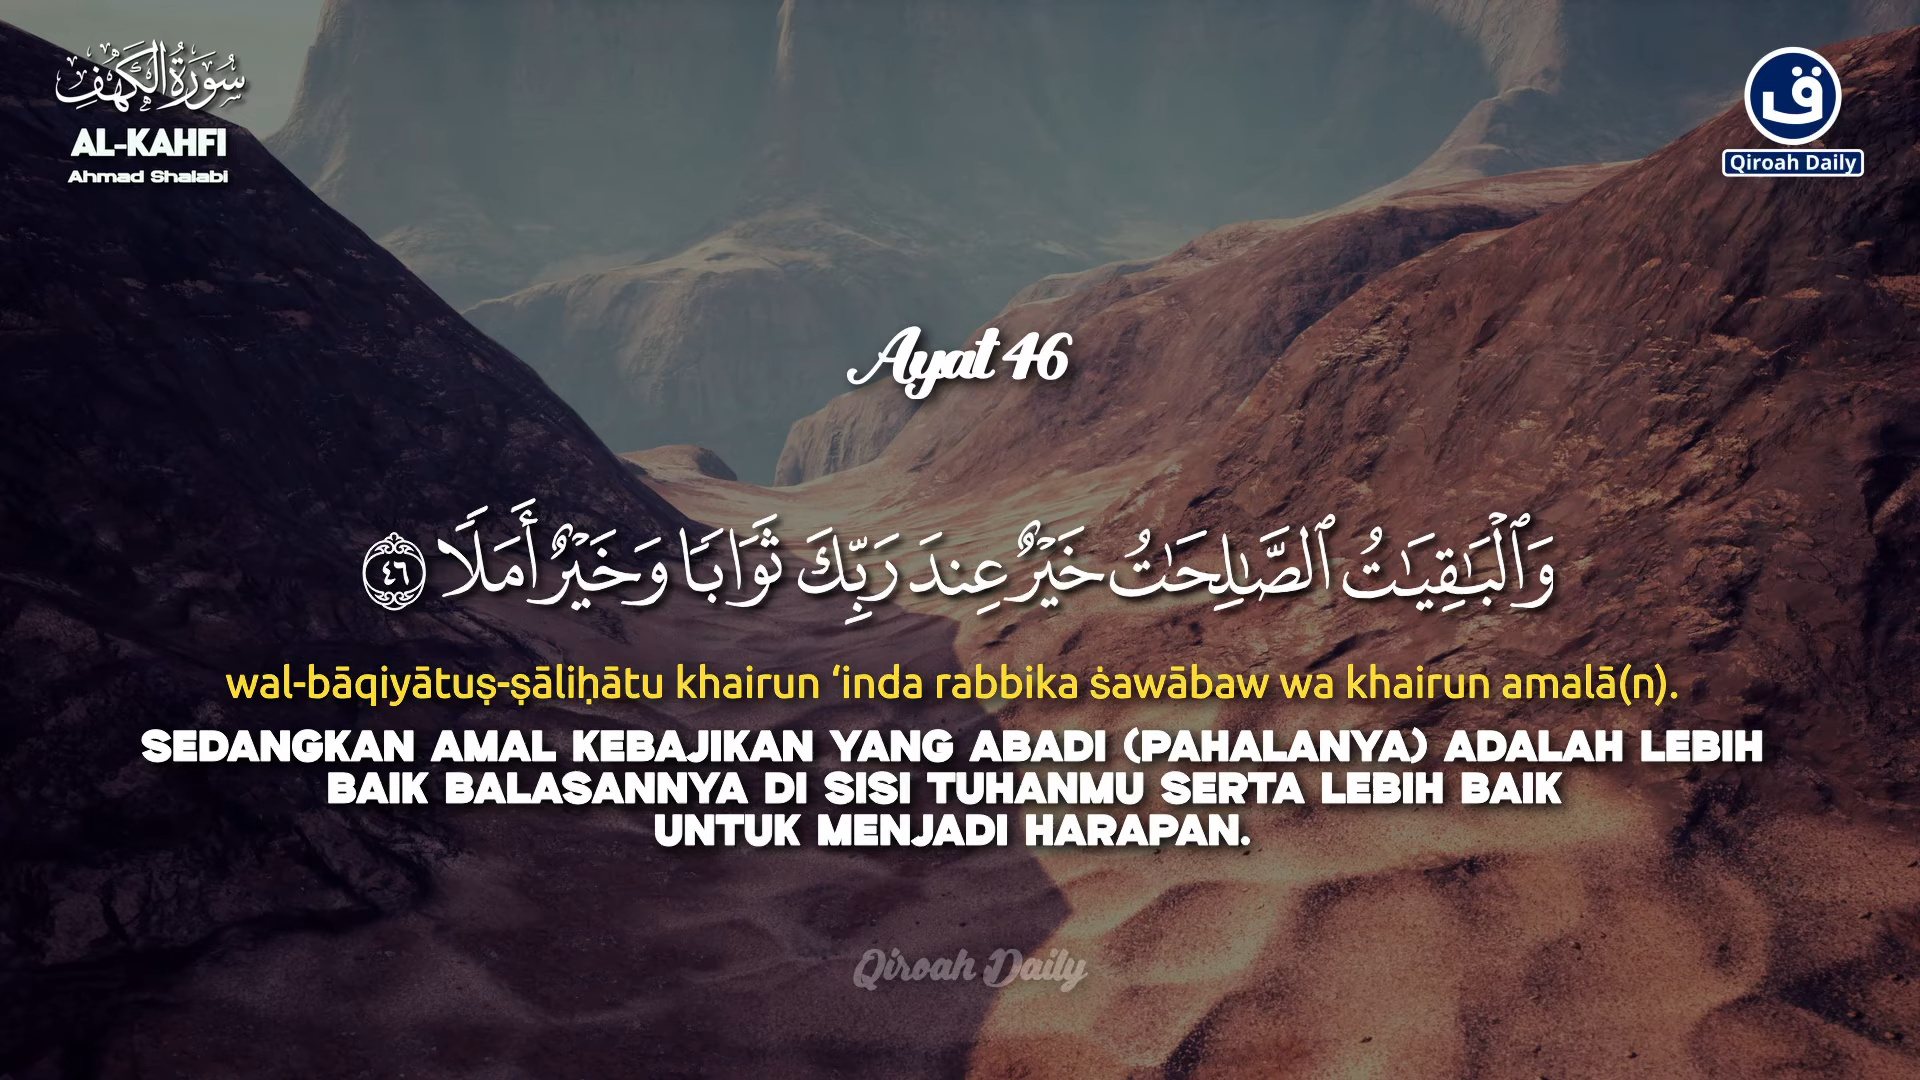 سُورَةُ الكَهْفِ
AL-KAHFI
Ahmad Shalabi
ق
Qiroah Daily
Ayat 46
وَٱلْبَـٰقِيَـٰتُ ٱلصَّـٰلِحَـٰتُ خَيْرٌ عِندَ رَبِّكَ ثَوَابًا وَخَيْرٌ أَمَلًا ٤٦
wal-bāqiyātuṣ-ṣāliḥātu khairun ‘inda rabbika ṡawābaw wa khairun amalā(n).
SEDANGKAN AMAL KEBAJIKAN YANG ABADI (PAHALANYA) ADALAH LEBIH
BAIK BALASANNYA DI SISI TUHANMU SERTA LEBIH BAIK
UNTUK MENJADI HARAPAN.
Qiroah Daily